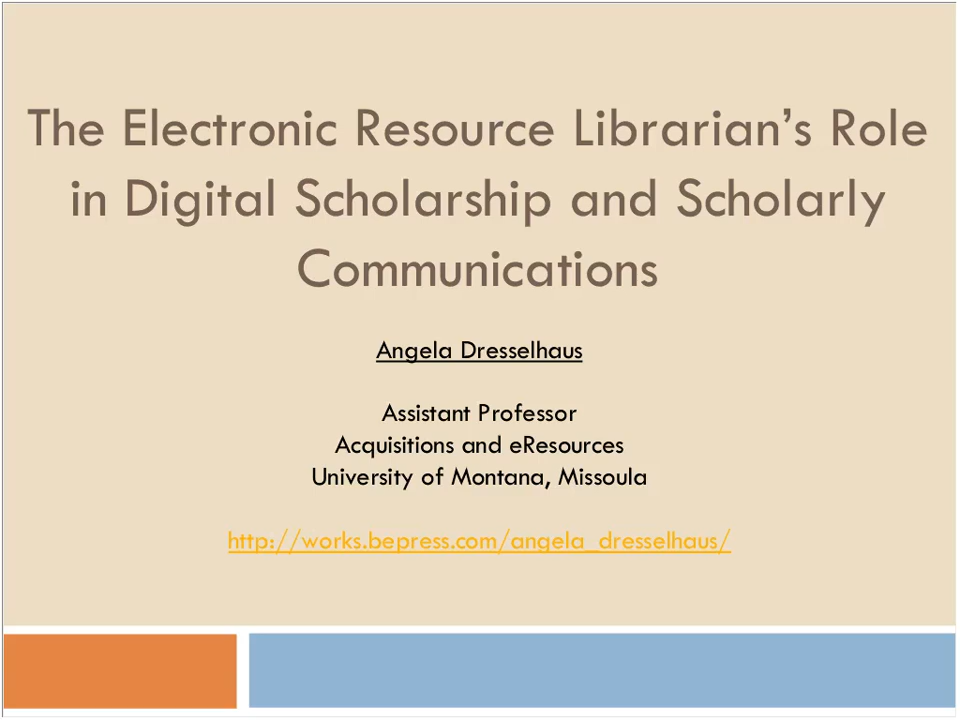 The Electronic Resource Librarian’s Role
in Digital Scholarship and Scholarly
Communications
Angela Dresselhaus
Assistant Professor
Acquisitions and eResources
University of Montana, Missoula
http://works.bepress.com/angela_dresselhaus/